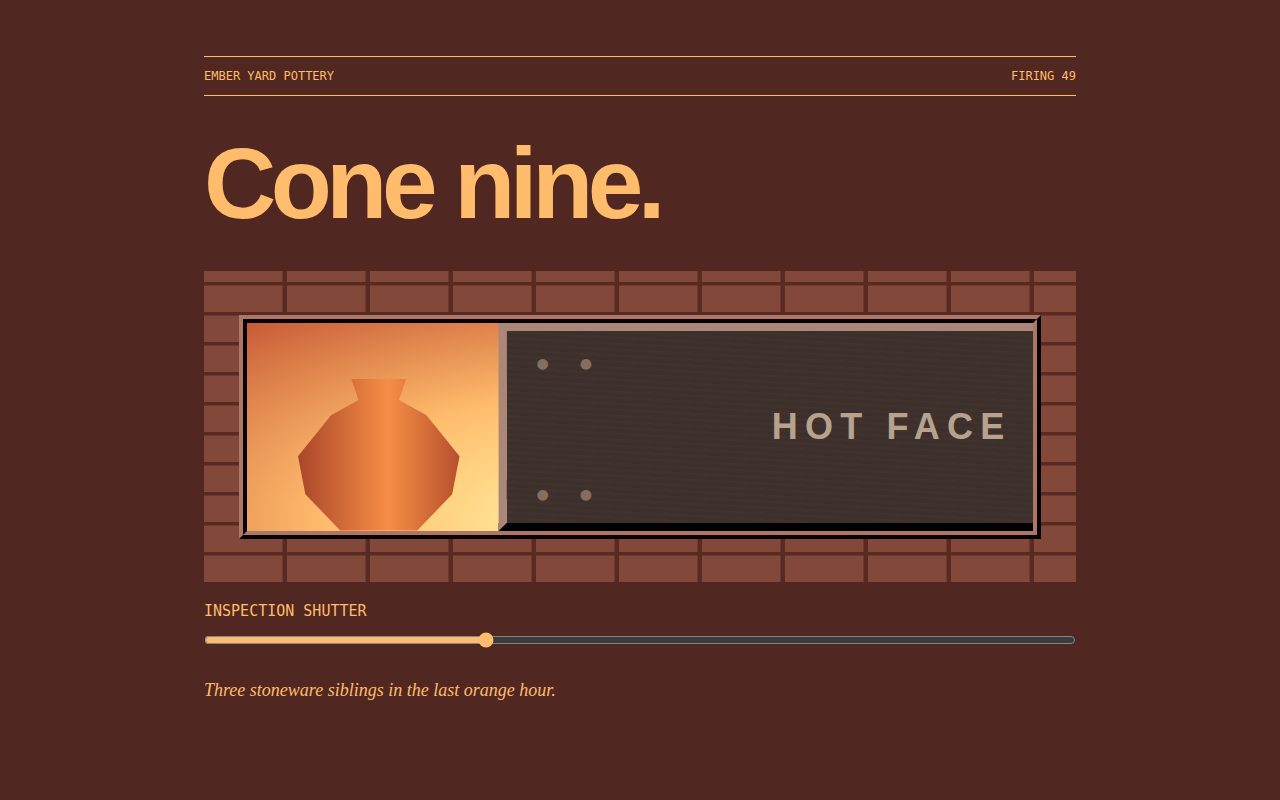 EMBER YARD POTTERY
FIRING 49
Cone nine.
HOT FACE
INSPECTION SHUTTER
Three stoneware siblings in the last orange hour.